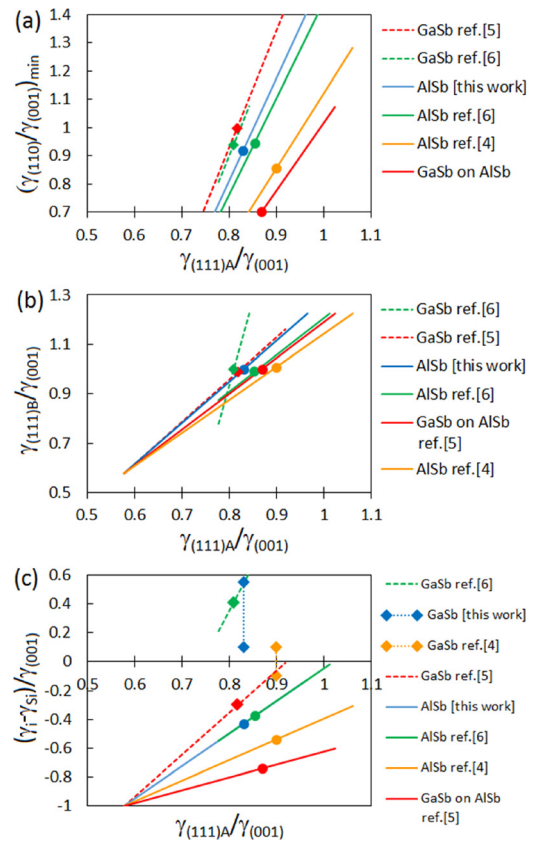 (a)
(γ(110)/γ(001))min
1.4
1.3
1.2
1.1
1
0.9
0.8
0.7
0.5 0.6 0.7 0.8 0.9 1 1.1
γ(111)A/γ(001)
GaSb ref.[5]
GaSb ref.[6]
AlSb [this work]
AlSb ref.[6]
AlSb ref.[4]
GaSb on AlSb
(b)
γ(111)B/γ(001)
1.3
1.1
0.9
0.7
0.5
0.5 0.6 0.7 0.8 0.9 1 1.1
γ(111)A/γ(001)
GaSb ref.[6]
GaSb ref.[5]
AlSb [this work]
AlSb ref.[6]
GaSb on AlSb
ref.[5]
AlSb ref.[4]
(c)
(γi-γSi)/γ(001)
0.6
0.4
0.2
0
-0.2
-0.4
-0.6
-0.8
-1
0.5 0.6 0.7 0.8 0.9 1 1.1
γ(111)A/γ(001)
GaSb ref.[6]
GaSb [this work]
GaSb ref.[4]
GaSb ref.[5]
AlSb [this work]
AlSb ref.[6]
AlSb ref.[4]
GaSb on AlSb
ref.[5]